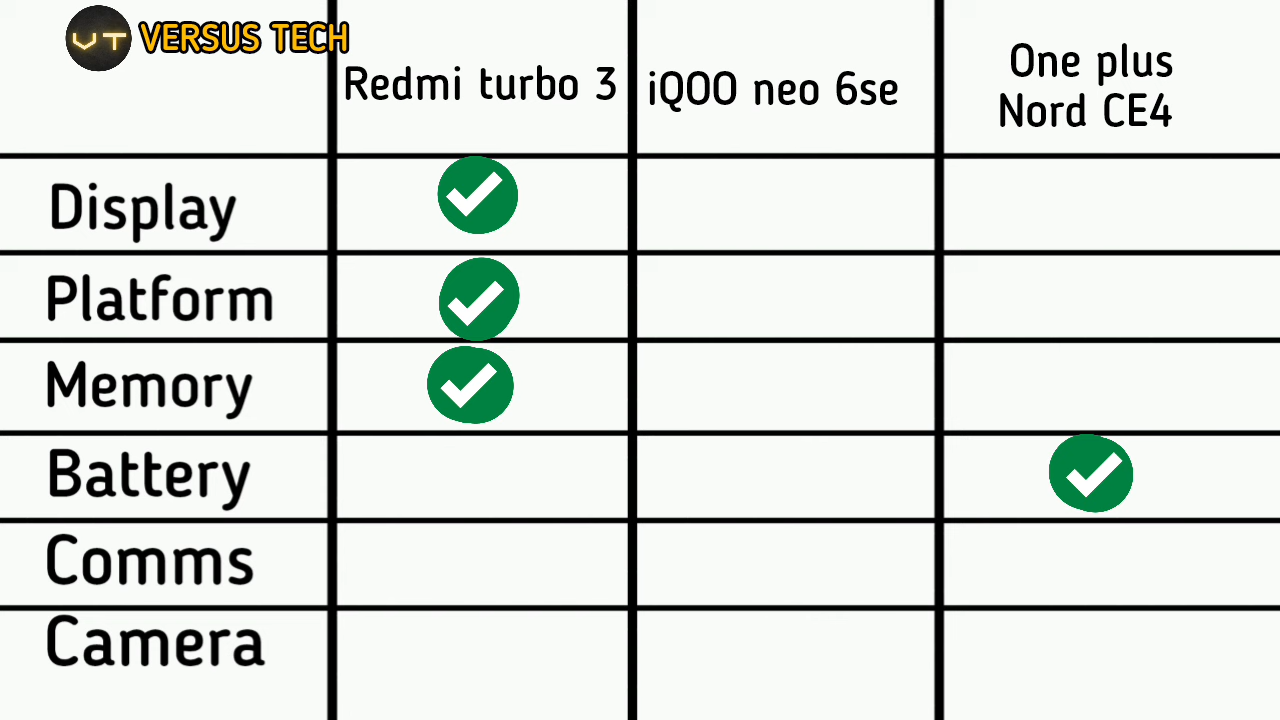 VT VERSUS TECH
Redmi turbo 3
iQOO neo 6se
One plus
Nord CE4
Display
Platform
Memory
Battery
Comms
Camera